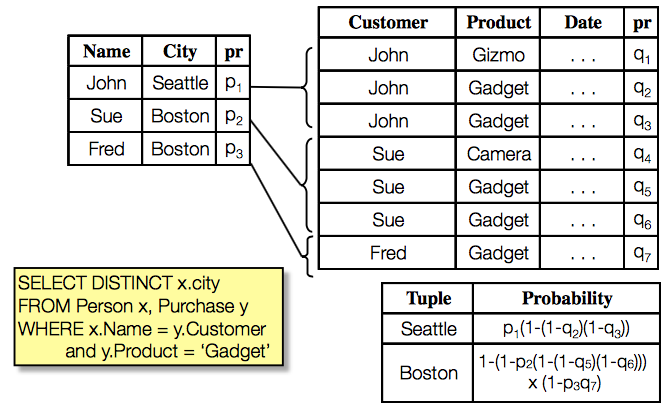 Name City pr
John Seattle p₁
Sue Boston p₂
Fred Boston p₃
Customer Product Date pr
John Gizmo . . . q₁
John Gadget . . . q₂
John Gadget . . . q₃
Sue Camera . . . q₄
Sue Gadget . . . q₅
Sue Gadget . . . q₆
Fred Gadget . . . q₇
SELECT DISTINCT x.city
FROM Person x, Purchase y
WHERE x.Name = y.Customer
and y.Product = ‘Gadget’
Tuple Probability
Seattle p₁(1-(1-q₂)(1-q₃))
Boston 1-(1-p₂(1-(1-q₅)(1-q₆)))
x (1-p₃q₇)